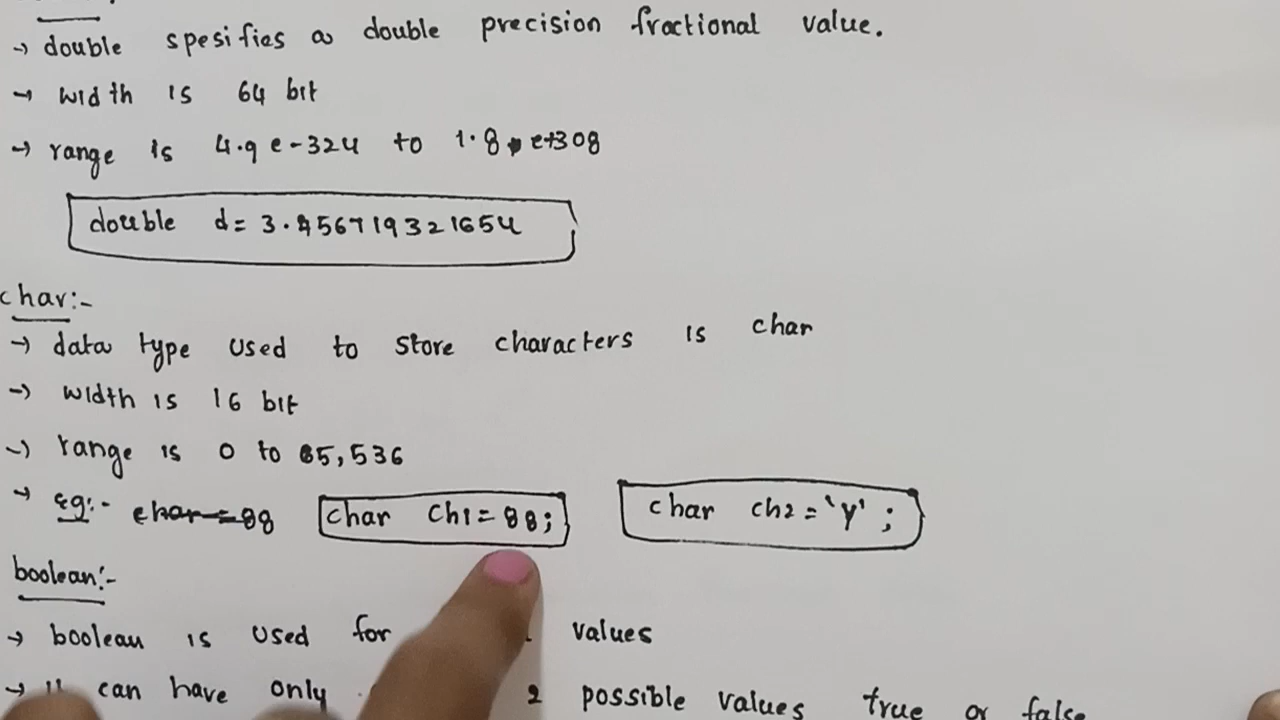 → double spesifies a double precision fractional value.
→ width is 64 bit
→ range is 4.9 e-324 to 1.8 e+308
double d= 3.456719321654
char:-
→ data type used to store characters is char
→ width is 16 bit
→ range is 0 to 65,536
→ eg:- char = 88 char ch1 = 88; char ch2 = 'Y' ;
boolean:-
→ boolean is used for values
→ can have only 2 possible values true or false